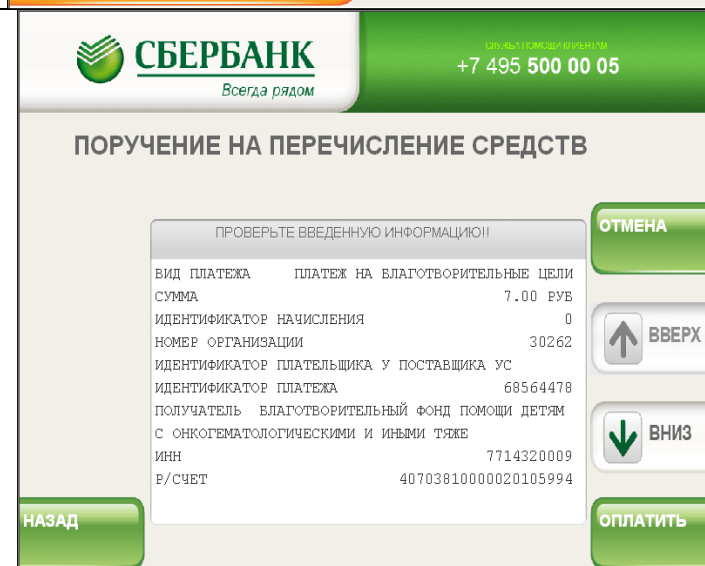 СБЕРБАНК
Всегда рядом
СЛУЖБА ПОМОЩИ КЛИЕНТАМ
+7 495 500 00 05
ПОРУЧЕНИЕ НА ПЕРЕЧИСЛЕНИЕ СРЕДСТВ
ПРОВЕРЬТЕ ВВЕДЕННУЮ ИНФОРМАЦИЮ!!
ВИД ПЛАТЕЖА ПЛАТЕЖ НА БЛАГОТВОРИТЕЛЬНЫЕ ЦЕЛИ
СУММА 7.00 РУБ
ИДЕНТИФИКАТОР НАЧИСЛЕНИЯ 0
НОМЕР ОРГАНИЗАЦИИ 30262
ИДЕНТИФИКАТОР ПЛАТЕЛЬЩИКА У ПОСТАВЩИКА УС
ИДЕНТИФИКАТОР ПЛАТЕЖА 68564478
ПОЛУЧАТЕЛЬ БЛАГОТВОРИТЕЛЬНЫЙ ФОНД ПОМОЩИ ДЕТЯМ
С ОНКОГЕМАТОЛОГИЧЕСКИМИ И ИНЫМИ ТЯЖЕ
ИНН 7714320009
Р/СЧЕТ 40703810000020105994
ОТМЕНА
ВВЕРХ
ВНИЗ
НАЗАД
ОПЛАТИТЬ